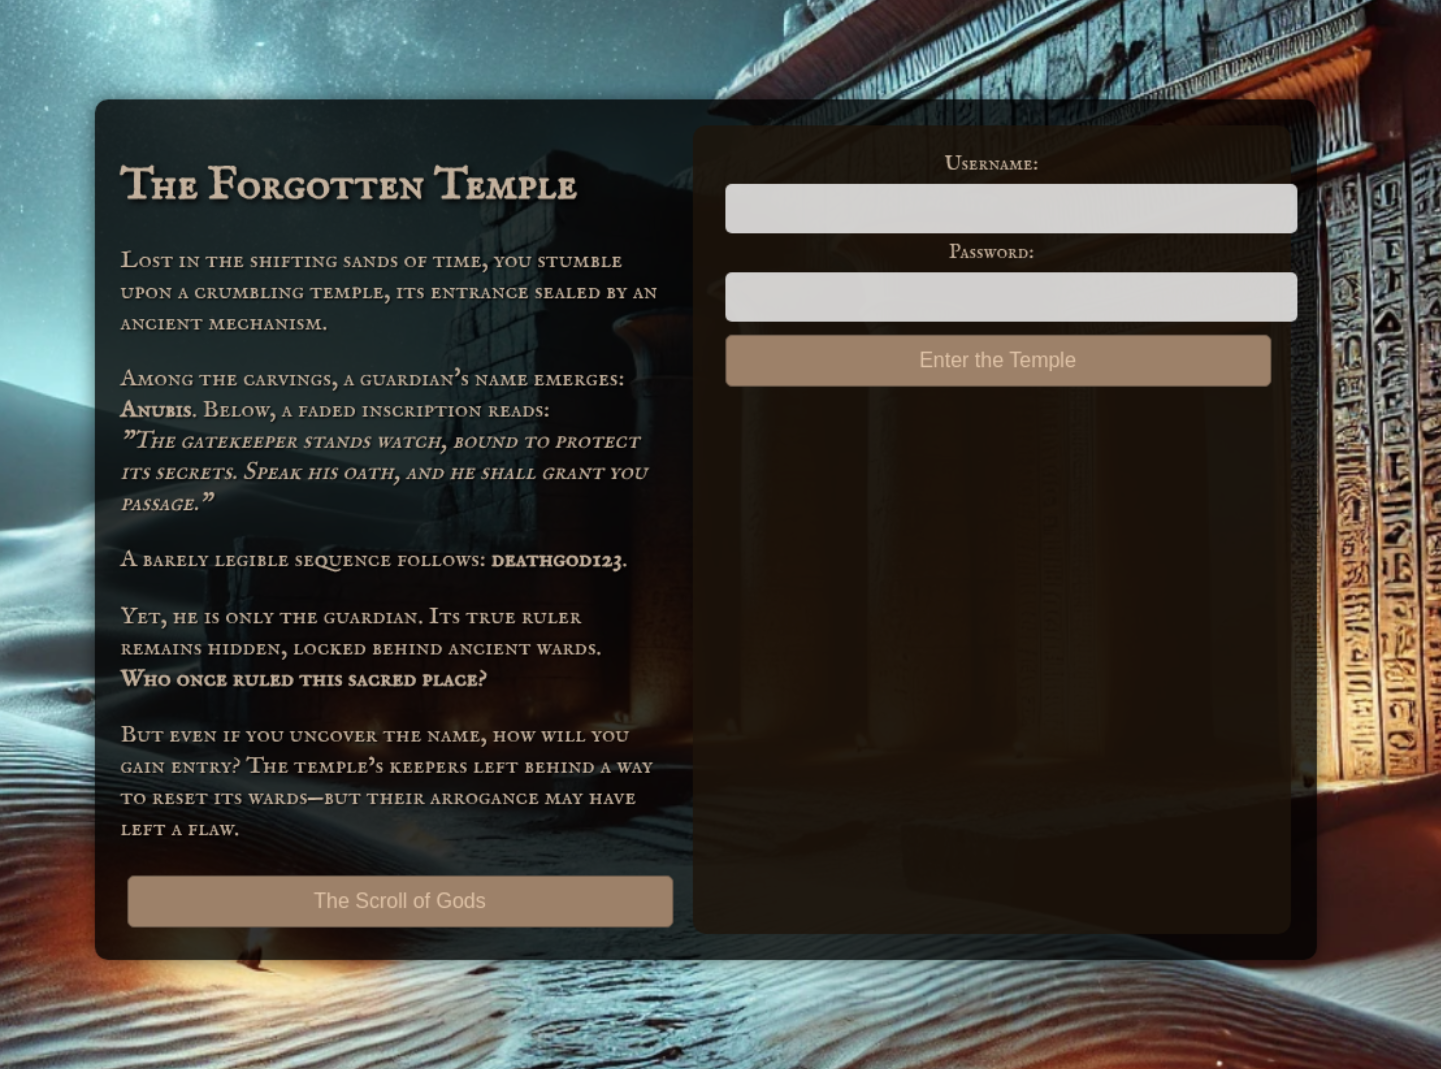 The Forgotten Temple
Lost in the shifting sands of time, you stumble
upon a crumbling temple, its entrance sealed by an
ancient mechanism.
Among the carvings, a guardian's name emerges:
Anubis. Below, a faded inscription reads:
"The gatekeeper stands watch, bound to protect
its secrets. Speak his oath, and he shall grant you
passage."
A barely legible sequence follows: deathgod123.
Yet, he is only the guardian. Its true ruler
remains hidden, locked behind ancient wards.
Who once ruled this sacred place?
But even if you uncover the name, how will you
gain entry? The temple's keepers left behind a way
to reset its wards—but their arrogance may have
left a flaw.
The Scroll of Gods
Username:
Password:
Enter the Temple